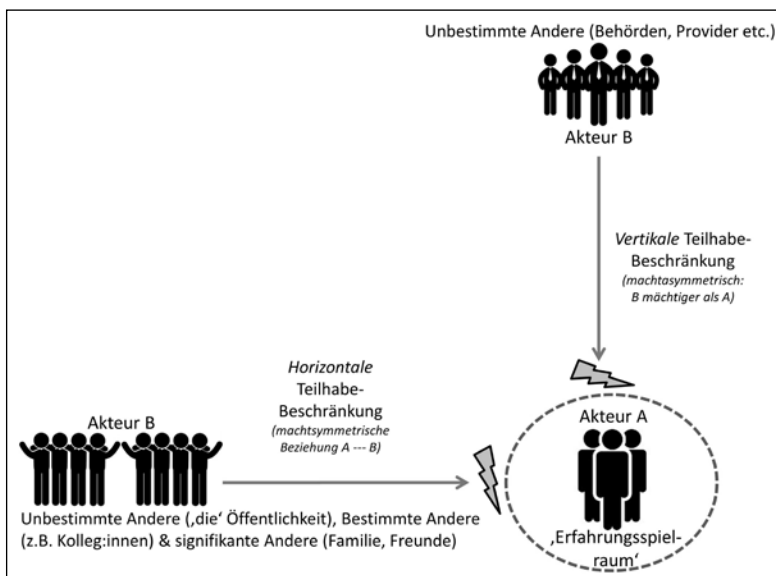 Unbestimmte Andere (Behörden, Provider etc.)
Akteur B
Vertikale Teilhabe-
Beschränkung
(machtasymmetrisch:
B mächtiger als A)
Horizontale
Teilhabe-
Beschränkung
(machtsymmetrische
Beziehung A --- B)
Akteur B
Unbestimmte Andere (‚die‘ Öffentlichkeit), Bestimmte Andere
(z.B. Kolleg:innen) & signifikante Andere (Familie, Freunde)
Akteur A
‚Erfahrungsspiel-
raum‘